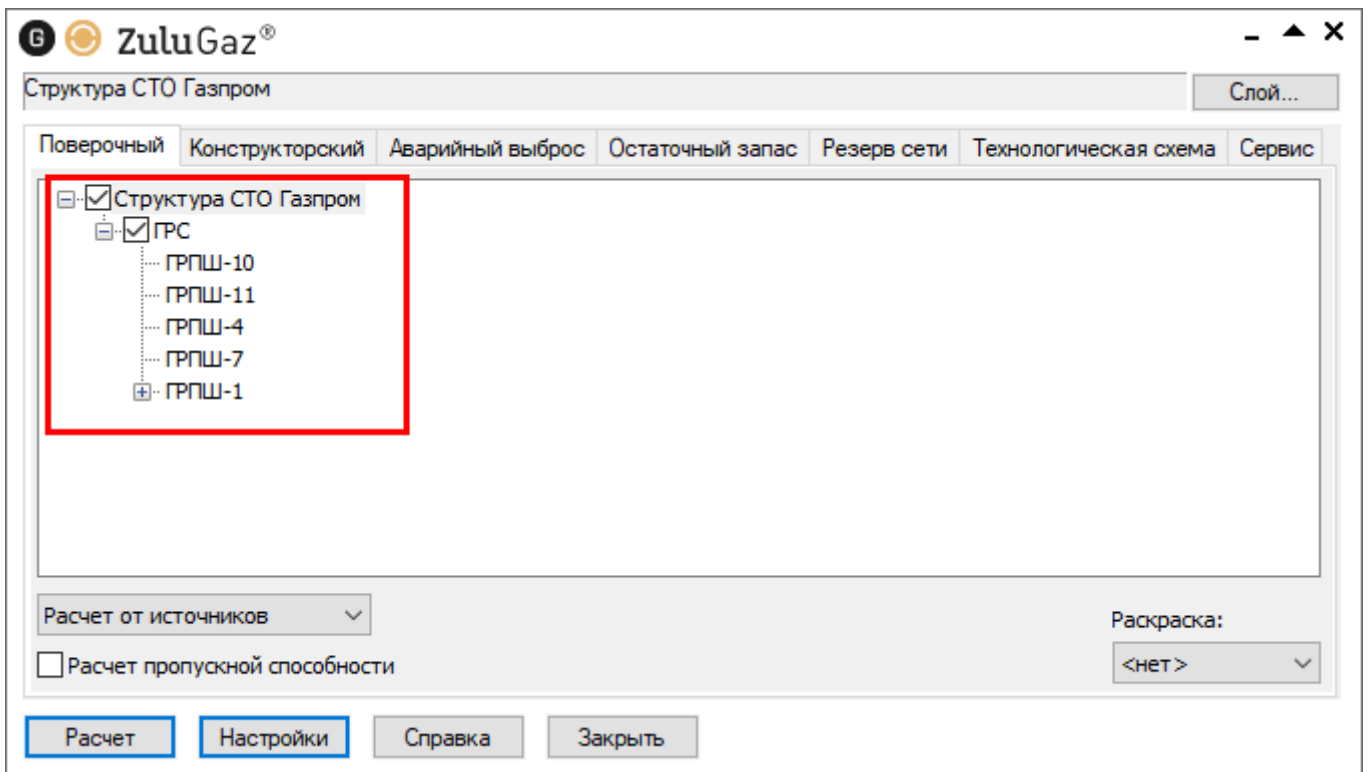 G ZuluGaz®
Структура СТО Газпром
Слой...
Поверочный Конструкторский Аварийный выброс Остаточный запас Резерв сети Технологическая схема Сервис
Структура СТО Газпром
ГРС
ГРПШ-10
ГРПШ-11
ГРПШ-4
ГРПШ-7
ГРПШ-1
Расчет от источников
Раскраска:
Расчет пропускной способности
<нет>
Расчет Настройки Справка Закрыть